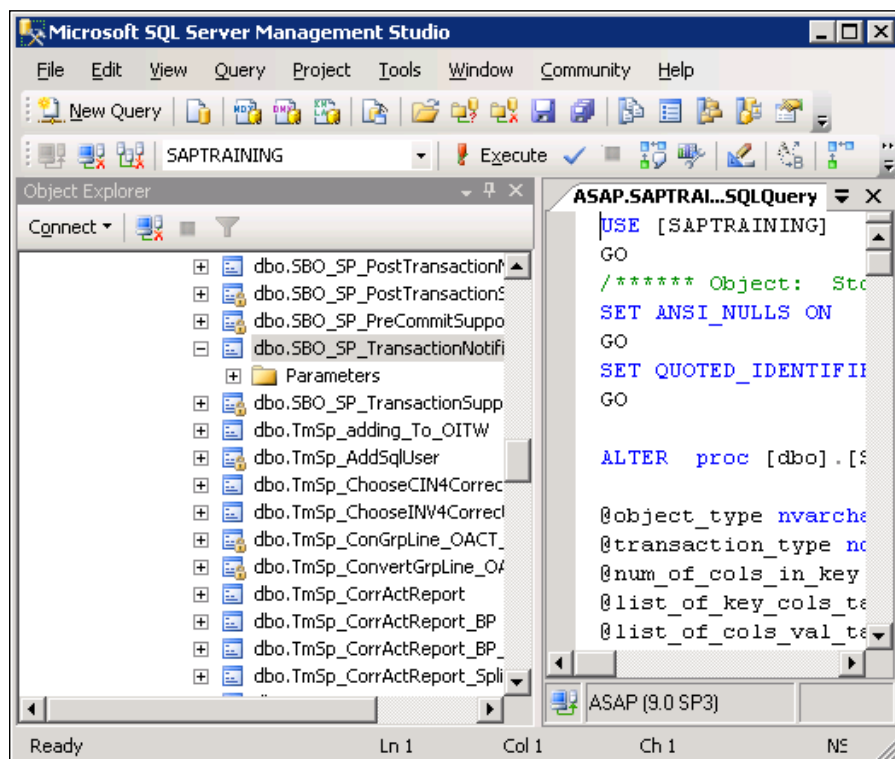 Microsoft SQL Server Management Studio
File Edit View Query Project Tools Window Community Help
New Query
SAPTRAINING Execute
Object Explorer
Connect
dbo.SBO_SP_PostTransactionN
dbo.SBO_SP_PostTransactionS
dbo.SBO_SP_PreCommitSuppo
dbo.SBO_SP_TransactionNotifi
Parameters
dbo.SBO_SP_TransactionSupp
dbo.TmSp_adding_To_OITW
dbo.TmSp_AddSqlUser
dbo.TmSp_ChooseCIN4Correc
dbo.TmSp_ChooseINV4Correc
dbo.TmSp_ConGrpLine_OACT_
dbo.TmSp_ConvertGrpLine_OA
dbo.TmSp_CorrActReport
dbo.TmSp_CorrActReport_BP
dbo.TmSp_CorrActReport_BP_
dbo.TmSp_CorrActReport_Spli
ASAP.SAPTRAI...SQLQuery
USE [SAPTRAINING]
GO
/****** Object: Sto
SET ANSI_NULLS ON
GO
SET QUOTED_IDENTIFIE
GO
ALTER proc [dbo].[S
@object_type nvarcha
@transaction_type nc
@num_of_cols_in_key
@list_of_key_cols_ta
@list_of_cols_val_ta
ASAP (9.0 SP3)
Ready Ln 1 Col 1 Ch 1 NS